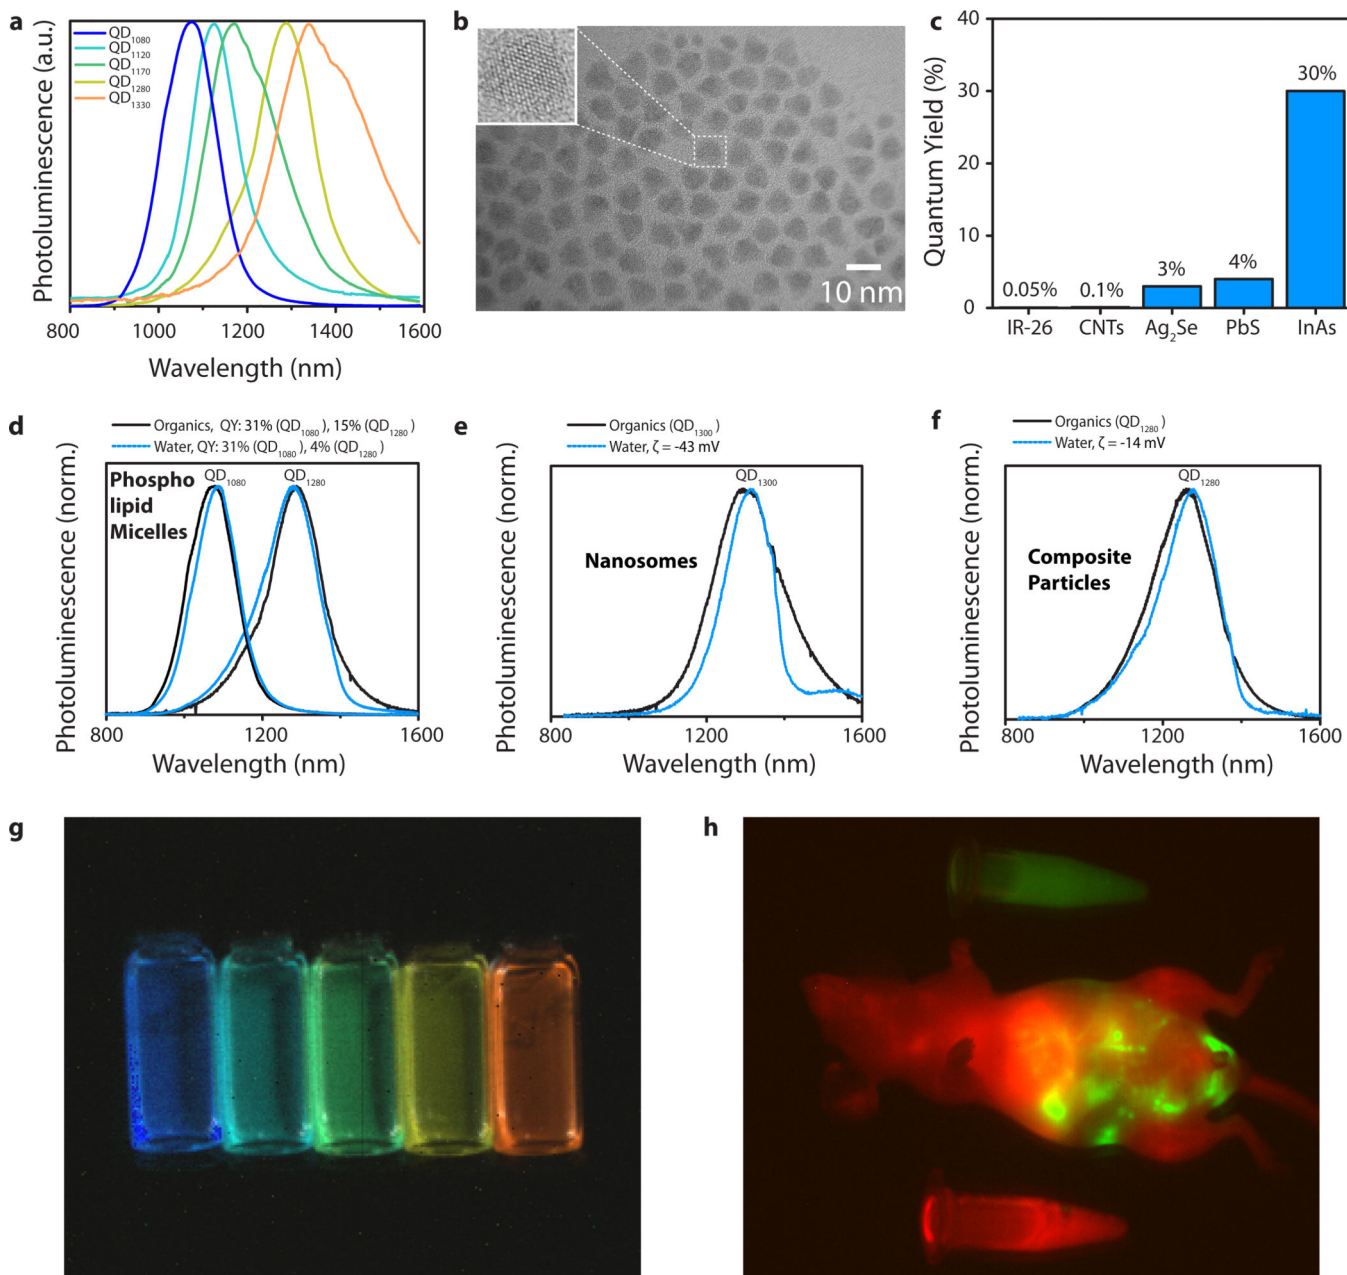 a
Photoluminescence (a.u.)
QD1080
QD1120
QD1170
QD1280
QD1330
800 1000 1200 1400 1600
Wavelength (nm)
b
10 nm
c
Quantum Yield (%)
40
30
20
10
0
0.05%
0.1%
3%
4%
30%
IR-26 CNTs Ag2Se PbS InAs
d
Organics, QY: 31% (QD1080), 15% (QD1280)
Water, QY: 31% (QD1080), 4% (QD1280)
Photoluminescence (norm.)
Phospho
lipid
Micelles
QD1080
QD1280
800 1200 1600
Wavelength (nm)
e
Organics (QD1300)
Water, ζ = -43 mV
Photoluminescence (norm.)
QD1300
Nanosomes
800 1200 1600
Wavelength (nm)
f
Organics (QD1280)
Water, ζ = -14 mV
Photoluminescence (norm.)
QD1280
Composite
Particles
800 1200 1600
Wavelength (nm)
g
h